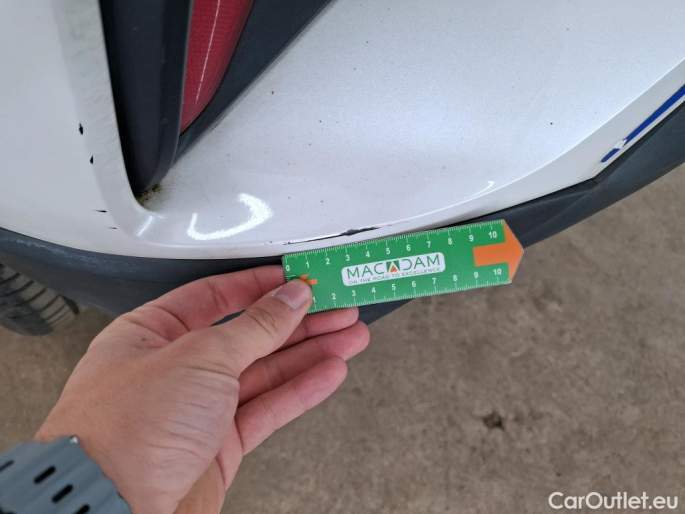 0 1 2 3 4 5 6 7 8 9 10
MACADAM
ON THE ROAD TO EXCELLENCE
1 2 3 4 5 6 7 8 9 10
CarOutlet.eu